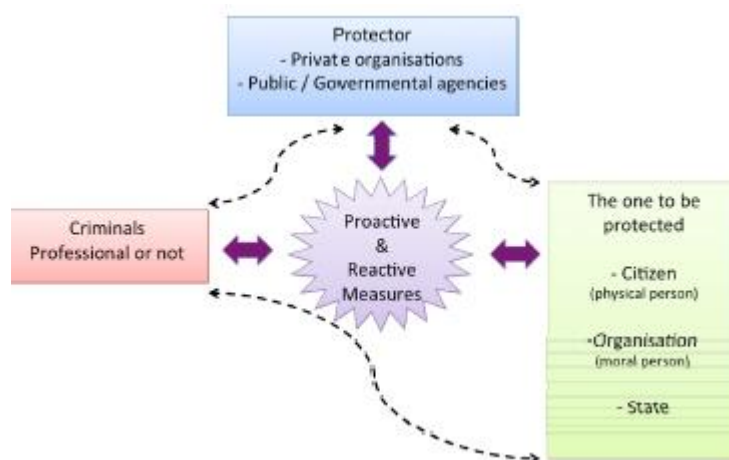 Protector
- Private organisations
- Public / Governmental agencies
Criminals
Professional or not
Proactive
&
Reactive
Measures
The one to be
protected
- Citizen
(physical person)
-Organisation
(moral person)
- State